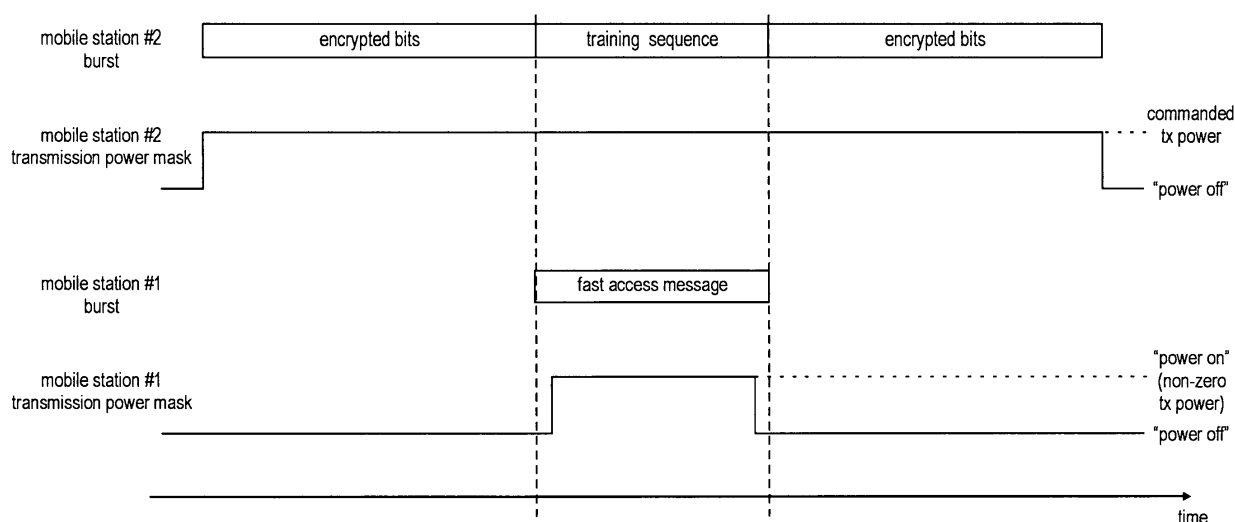 mobile station #2
burst
encrypted bits
training sequence
encrypted bits
mobile station #2
transmission power mask
commanded
tx power
"power off"
mobile station #1
burst
fast access message
mobile station #1
transmission power mask
"power on"
(non-zero
tx power)
"power off"
time